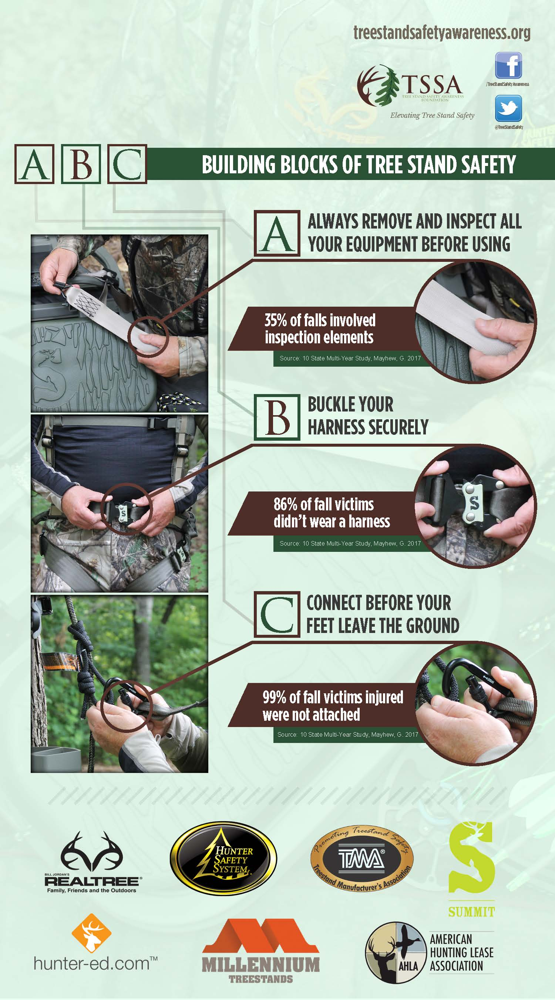 treestandsafetyawareness.org
TSSA
TREE STAND SAFETY AWARENESS
FOUNDATION
Elevating Tree Stand Safety
f
/TreeStandSafetyAwareness
@TreeStandSafety
A B C
BUILDING BLOCKS OF TREE STAND SAFETY
A
ALWAYS REMOVE AND INSPECT ALL
YOUR EQUIPMENT BEFORE USING
35% of falls involved
inspection elements
Source: 10 State Multi-Year Study, Mayhew, G. 2017
B
BUCKLE YOUR
HARNESS SECURELY
S
S
86% of fall victims
didn't wear a harness
Source: 10 State Multi-Year Study, Mayhew, G. 2017
C
CONNECT BEFORE YOUR
FEET LEAVE THE GROUND
99% of fall victims injured
were not attached
Source: 10 State Multi-Year Study, Mayhew, G. 2017
BILL JORDAN'S
REALTREE®
Family, Friends and the Outdoors
HUNTER
SAFETY
SYSTEM
Promoting Treestand Safety
TMA®
Treestand Manufacturer's Association
S
SUMMIT
hunter-ed.com™
MILLENNIUM
TREESTANDS
AHLA
AMERICAN
HUNTING LEASE
ASSOCIATION